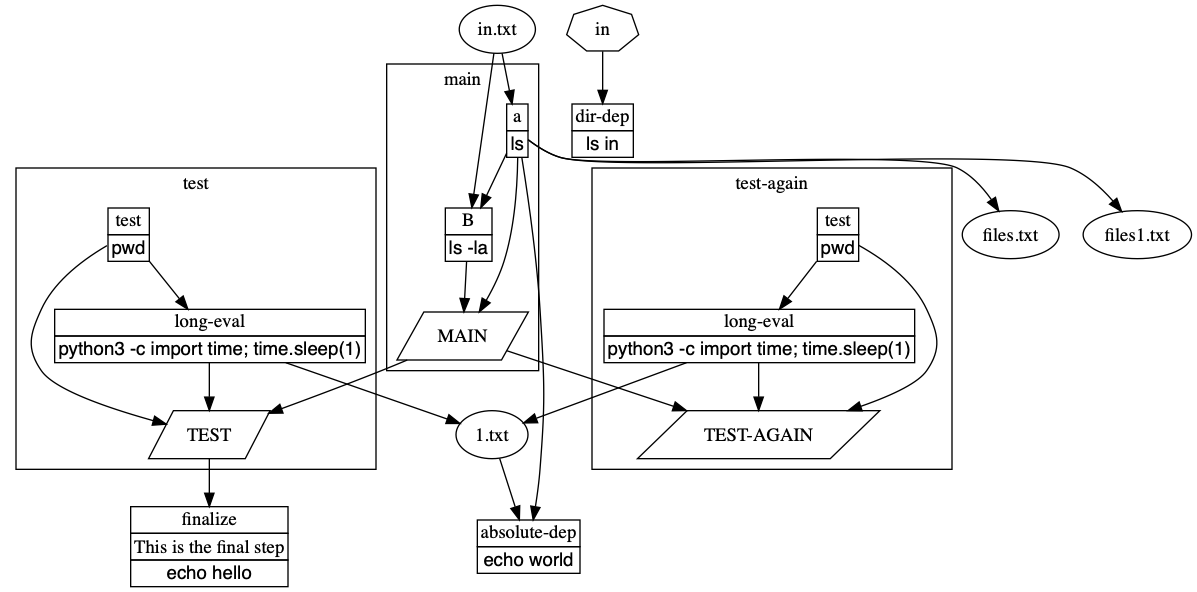 in.txt
in
main
a
ls
dir-dep
ls in
test
test-again
test
pwd
B
ls -la
test
pwd
files.txt
files1.txt
long-eval
python3 -c import time; time.sleep(1)
MAIN
long-eval
python3 -c import time; time.sleep(1)
TEST
1.txt
TEST-AGAIN
finalize
This is the final step
echo hello
absolute-dep
echo world